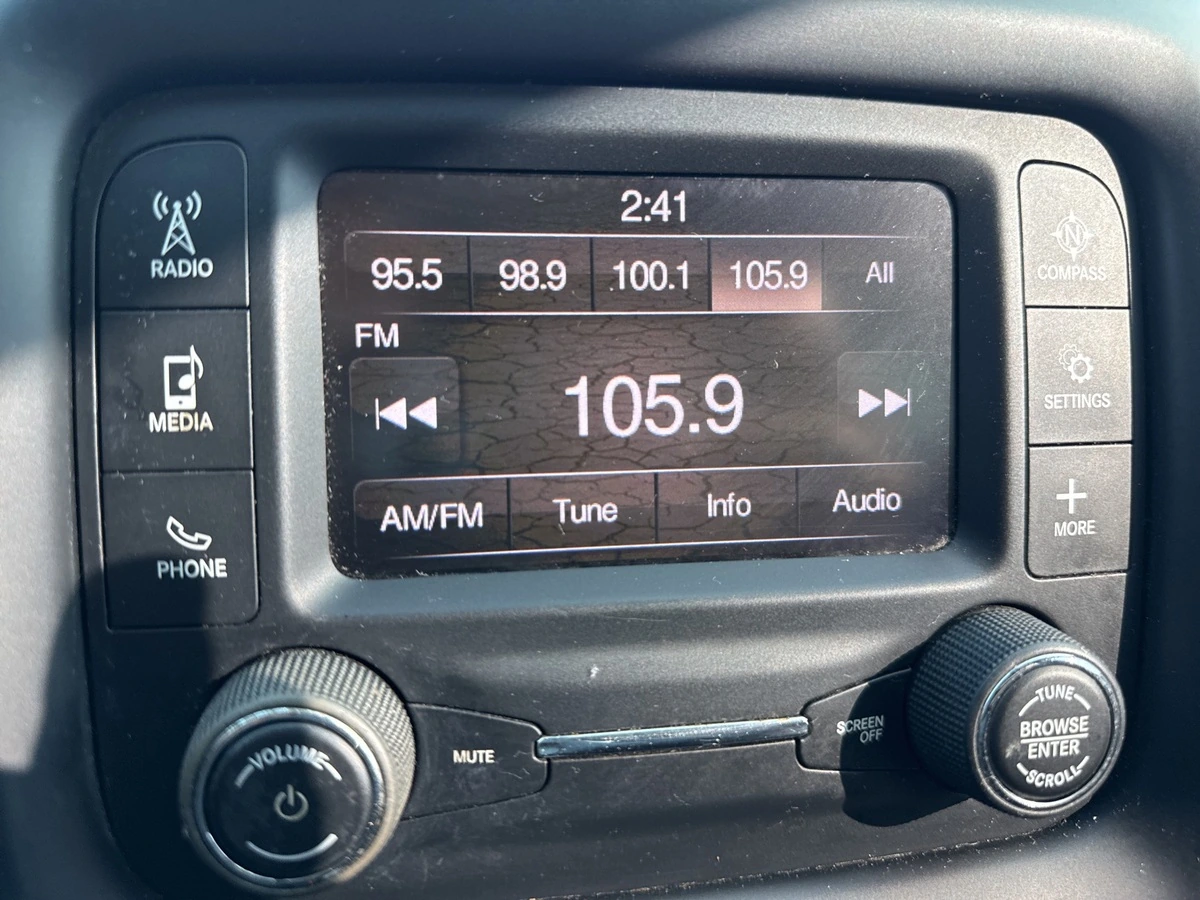 2:41
95.5 98.9 100.1 105.9 All
FM
105.9
AM/FM Tune Info Audio
RADIO
MEDIA
PHONE
N
COMPASS
SETTINGS
MORE
VOLUME
MUTE
SCREEN
OFF
TUNE
BROWSE
ENTER
SCROLL